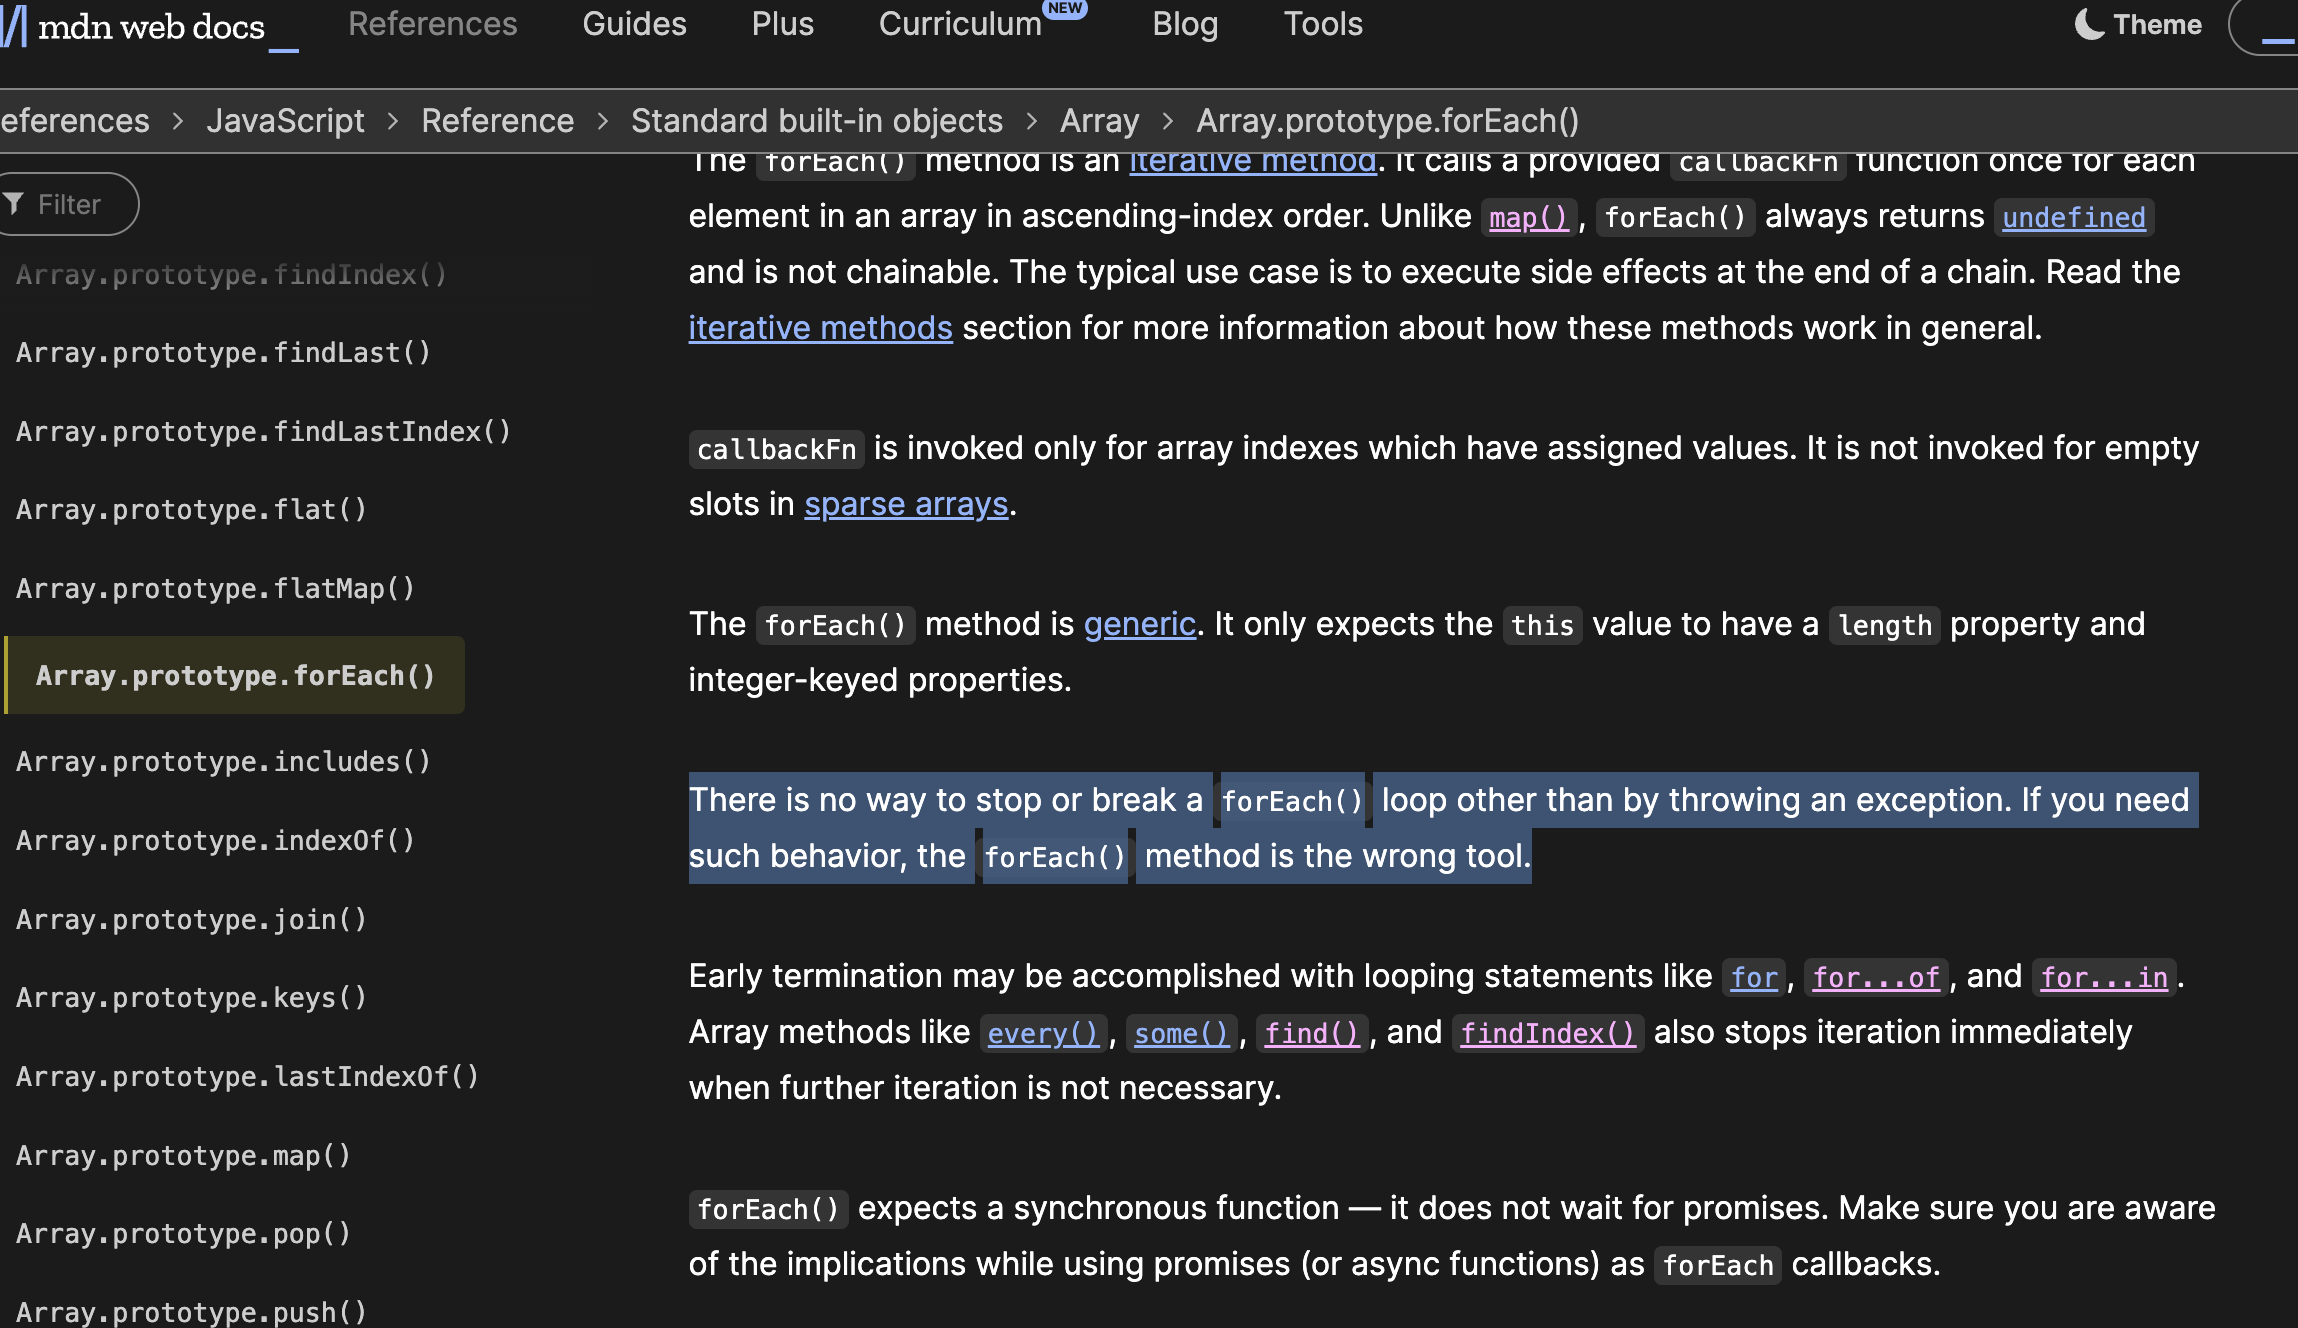 mdn web docs_
References
Guides
Plus
Curriculum NEW
Blog
Tools
Theme
eferences > JavaScript > Reference > Standard built-in objects > Array > Array.prototype.forEach()
Filter
Array.prototype.findIndex()
Array.prototype.findLast()
Array.prototype.findLastIndex()
Array.prototype.flat()
Array.prototype.flatMap()
Array.prototype.forEach()
Array.prototype.includes()
Array.prototype.indexOf()
Array.prototype.join()
Array.prototype.keys()
Array.prototype.lastIndexOf()
Array.prototype.map()
Array.prototype.pop()
Array.prototype.push()
The forEach() method is an iterative method. It calls a provided callbackFn function once for each
element in an array in ascending-index order. Unlike map(), forEach() always returns undefined
and is not chainable. The typical use case is to execute side effects at the end of a chain. Read the
iterative methods section for more information about how these methods work in general.
callbackFn is invoked only for array indexes which have assigned values. It is not invoked for empty
slots in sparse arrays.
The forEach() method is generic. It only expects the this value to have a length property and
integer-keyed properties.
There is no way to stop or break a forEach() loop other than by throwing an exception. If you need
such behavior, the forEach() method is the wrong tool.
Early termination may be accomplished with looping statements like for, for...of, and for...in.
Array methods like every(), some(), find(), and findIndex() also stops iteration immediately
when further iteration is not necessary.
forEach() expects a synchronous function — it does not wait for promises. Make sure you are aware
of the implications while using promises (or async functions) as forEach callbacks.